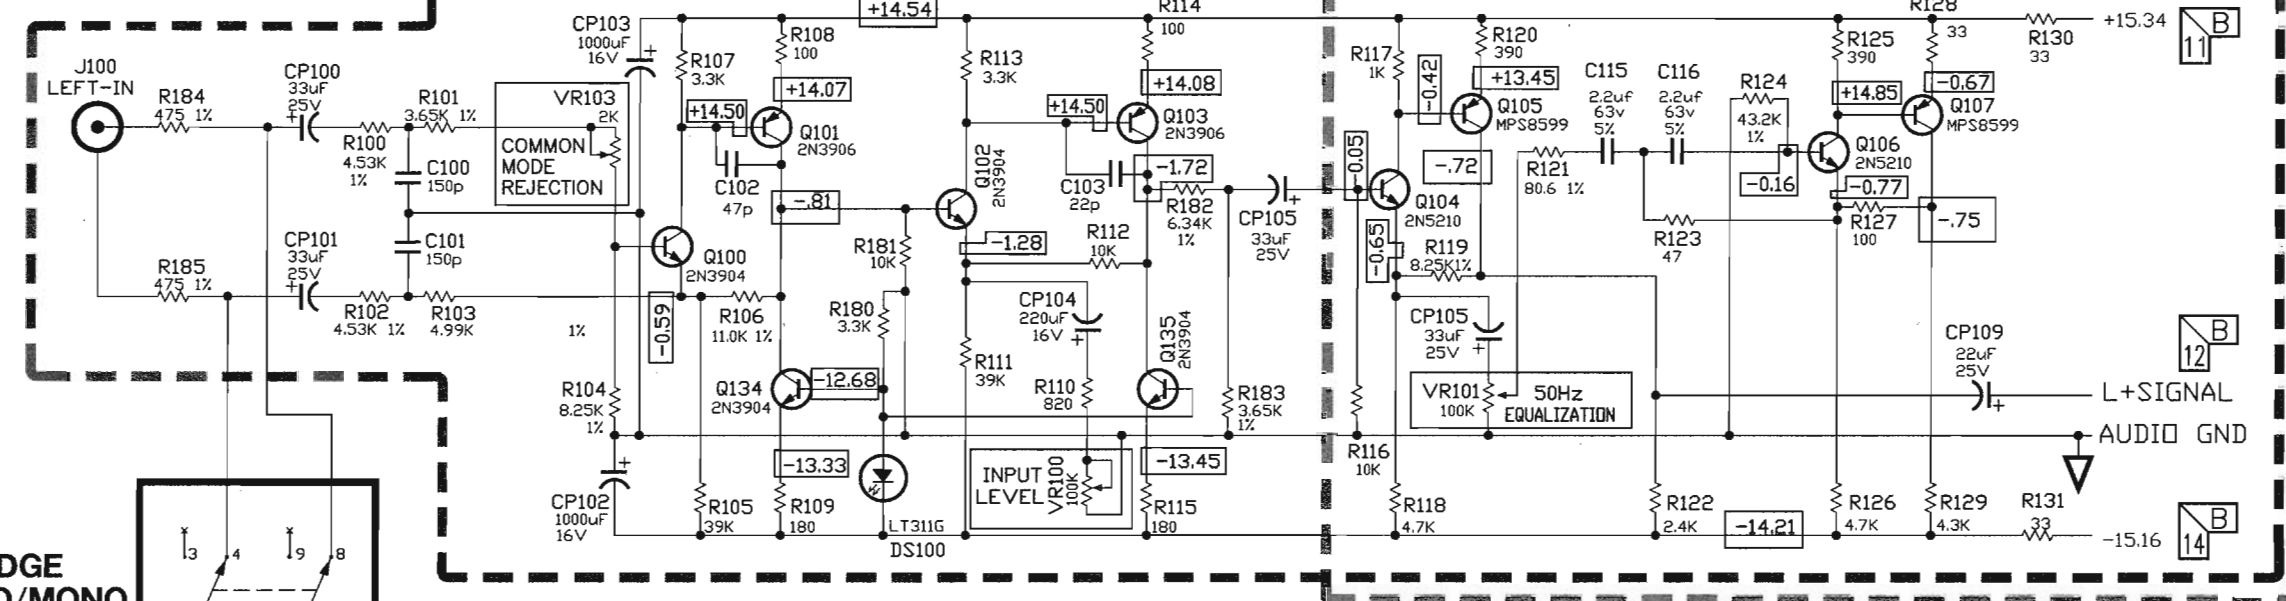 J100
LEFT-IN
R184
475 1%
R185
475 1%
CP100
33uF
25V
+
R100
4.53K
1%
CP101
33uF
25V
+
R102
4.53K 1%
R101
3.65K 1%
C100
150p
C101
150p
R103
4.99K
1%
VR103
2K
COMMON
MODE
REJECTION
CP103
1000uF
16V
+
R107
3.3K
R108
100
+14.54
+14.07
+14.50
Q101
2N3906
C102
47p
-.81
Q100
2N3904
-0.59
R106
11.0K 1%
R104
8.25K
1%
CP102
1000uF
16V
+
R105
39K
Q134
2N3904
-12.68
-13.33
R109
180
R181
10K
R180
3.3K
LT311G
DS100
R113
3.3K
Q102
2N3904
-1.28
R111
39K
R112
10K
CP104
220uF
16V
+
R110
820
INPUT
LEVEL
VR100
100K
R114
100
+14.08
+14.50
Q103
2N3906
C103
22p
-1.72
R182
6.34K
1%
Q135
2N3904
-13.45
R115
180
R183
3.65K
1%
CP105
33uF
25V
+
R117
1K
-0.42
R120
390
+13.45
Q105
MPS8599
-0.05
-.72
Q104
2N5210
-0.65
R119
8.25K1%
CP105
33uF
25V
+
VR101
100K
50Hz
EQUALIZATION
R116
10K
R118
4.7K
C115
2.2uf
63v
5%
C116
2.2uf
63v
5%
R121
80.6 1%
R123
47
R124
43.2K
1%
-0.16
R122
2.4K
-14.21
R125
390
+14.85
Q106
2N5210
-0.77
R127
100
R126
4.7K
R128
33
-0.67
Q107
MPS8599
-.75
R129
4.3K
R130
33
+15.34
B
11
CP109
22uF
25V
+
B
12
L+SIGNAL
AUDIO GND
R131
33
-15.16
B
14
3
4
9
8
DGE
O/MONO